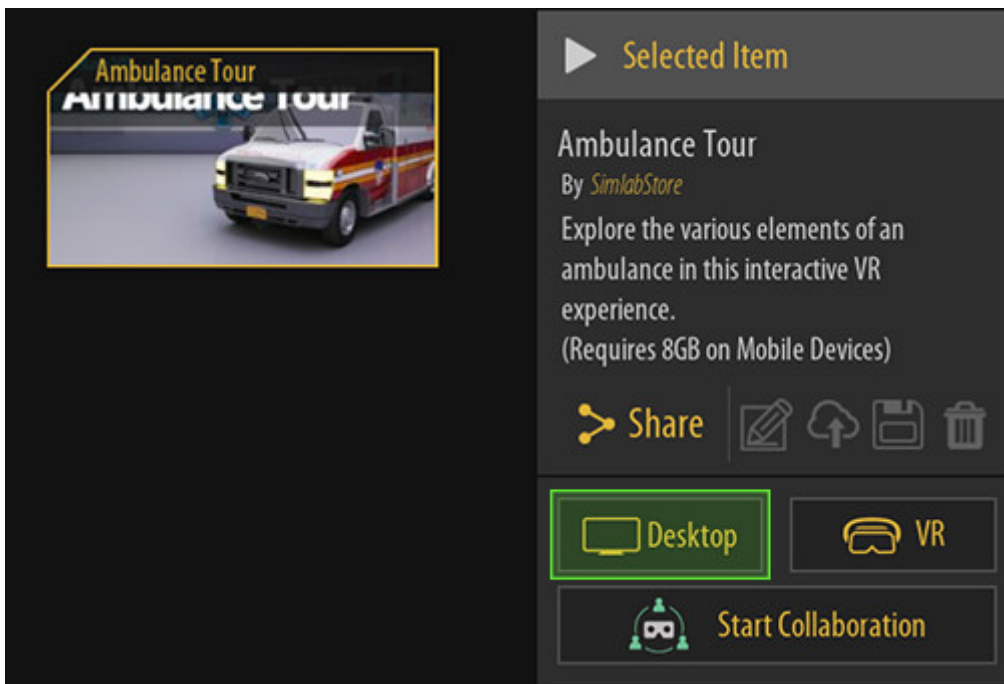 Ambulance Tour
Ambulance Tour
Selected Item
Ambulance Tour
By SimlabStore
Explore the various elements of an
ambulance in this interactive VR
experience.
(Requires 8GB on Mobile Devices)
Share
Desktop
VR
Start Collaboration